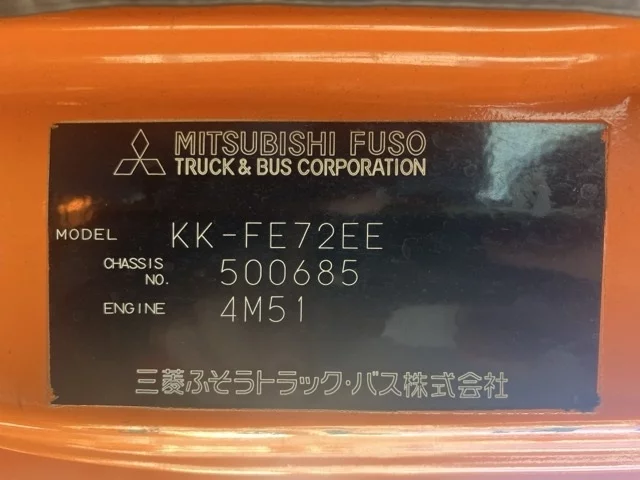 MITSUBISHI FUSO
TRUCK & BUS CORPORATION
MODEL KK-FE72EE
CHASSIS NO. 500685
ENGINE 4M51
三菱ふそうトラック・バス株式会社